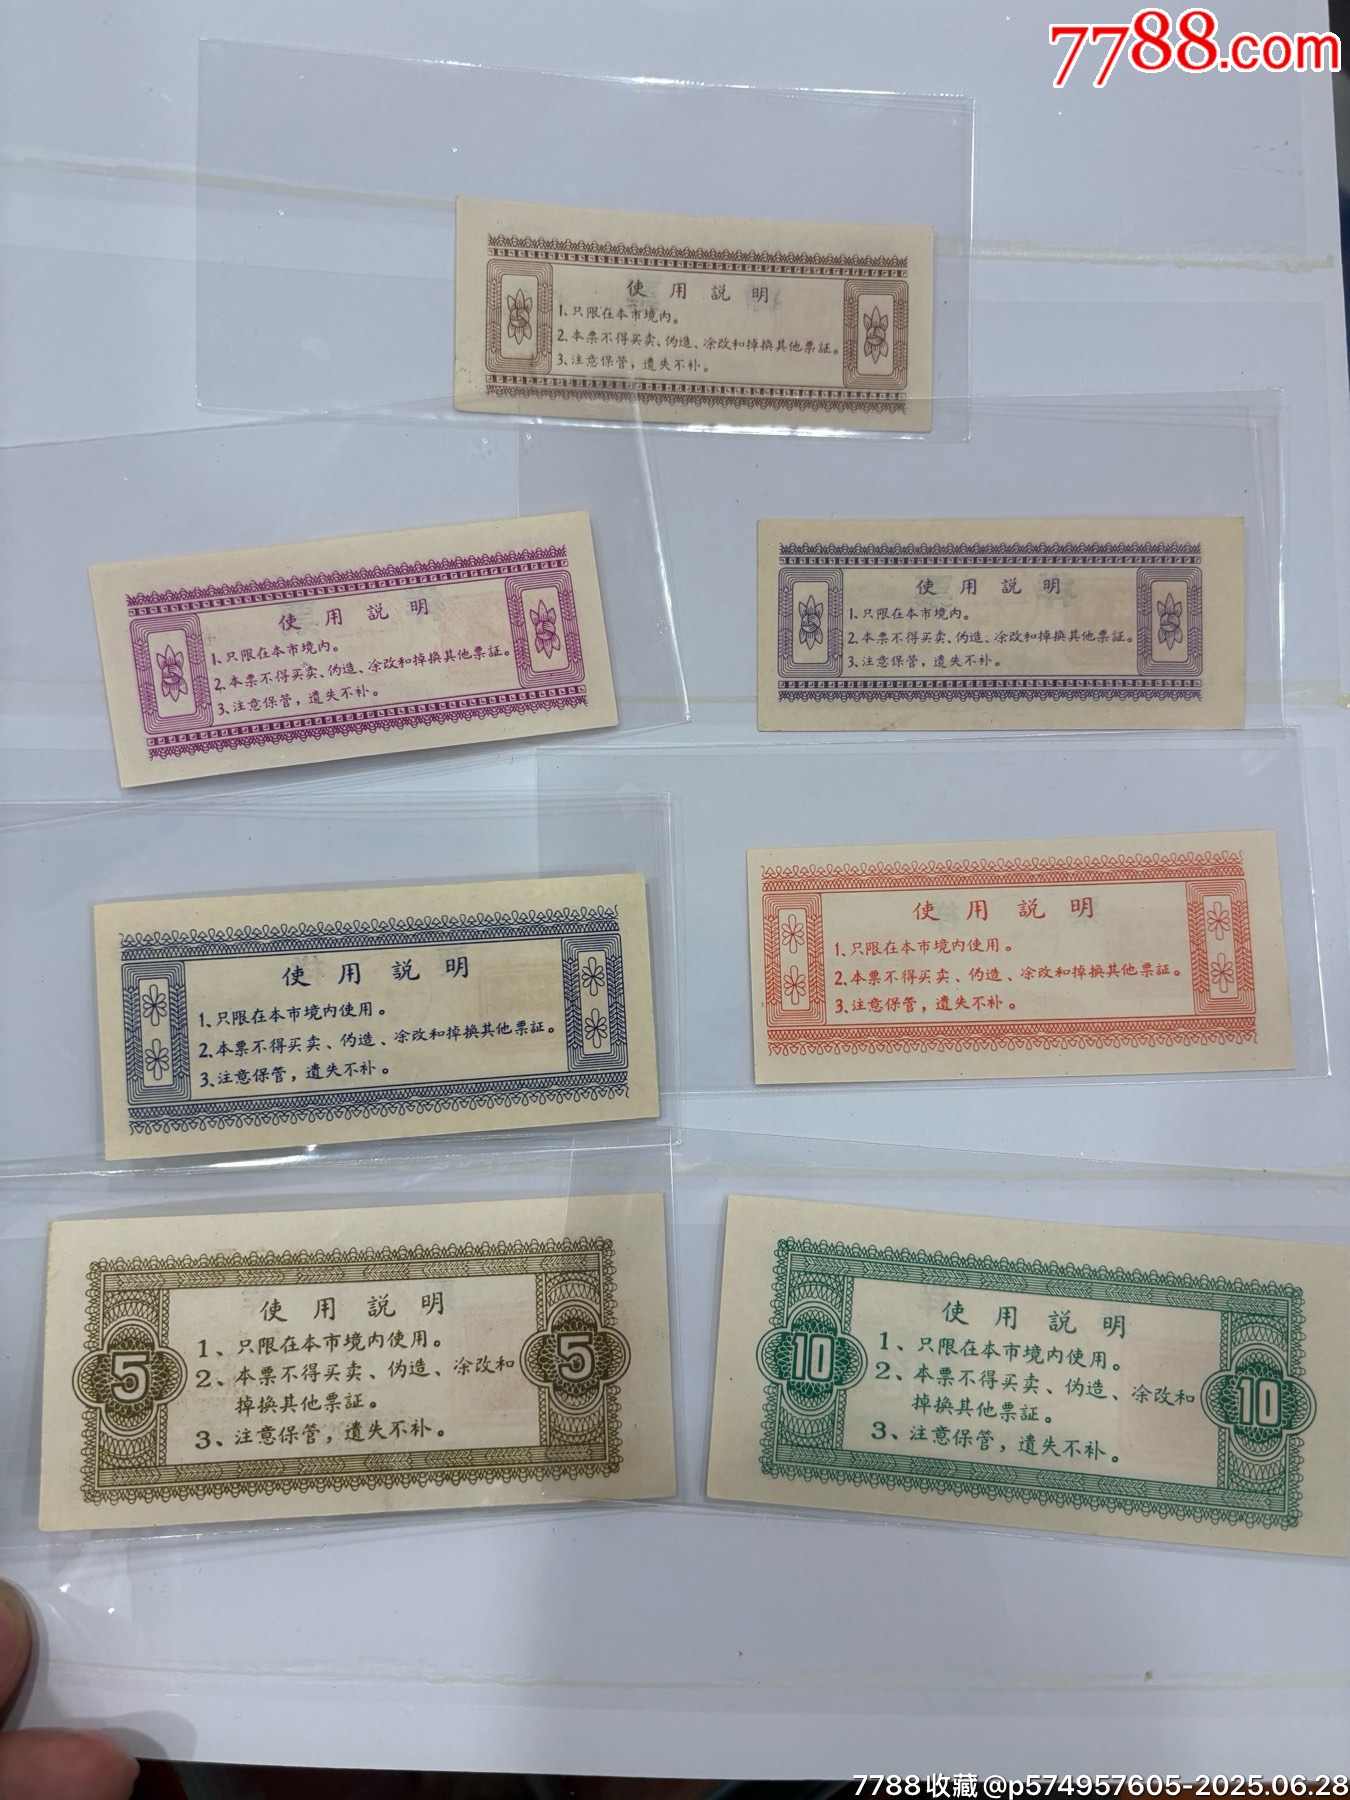 7788.com
使用説明
1、只限在本市境内。
2、本票不得买卖、伪造、凃改和掉换其他票証。
3、注意保管，遺失不补。
使用説明
1、只限在本市境内。
2、本票不得买卖、伪造、凃改和掉换其他票証。
3、注意保管，遺失不补。
使用説明
1、只限在本市境内。
2、本票不得买卖、伪造、凃改和掉换其他票証。
3、注意保管，遺失不补。
使用説明
1、只限在本市境内使用。
2、本票不得买卖、伪造、凃改和掉换其他票証。
3、注意保管，遺失不补。
使用説明
1、只限在本市境内使用。
2、本票不得买卖、伪造、凃改和掉换其他票証。
3、注意保管，遺失不补。
使用説明
1、只限在本市境内使用。
2、本票不得买卖、伪造、凃改和
掉换其他票証。
3、注意保管，遺失不补。
5
5
使用説明
1、只限在本市境内使用。
2、本票不得买卖、伪造、凃改和
掉换其他票証。
3、注意保管，遺失不补。
10
10
7788收藏@p574957605-2025.06.28